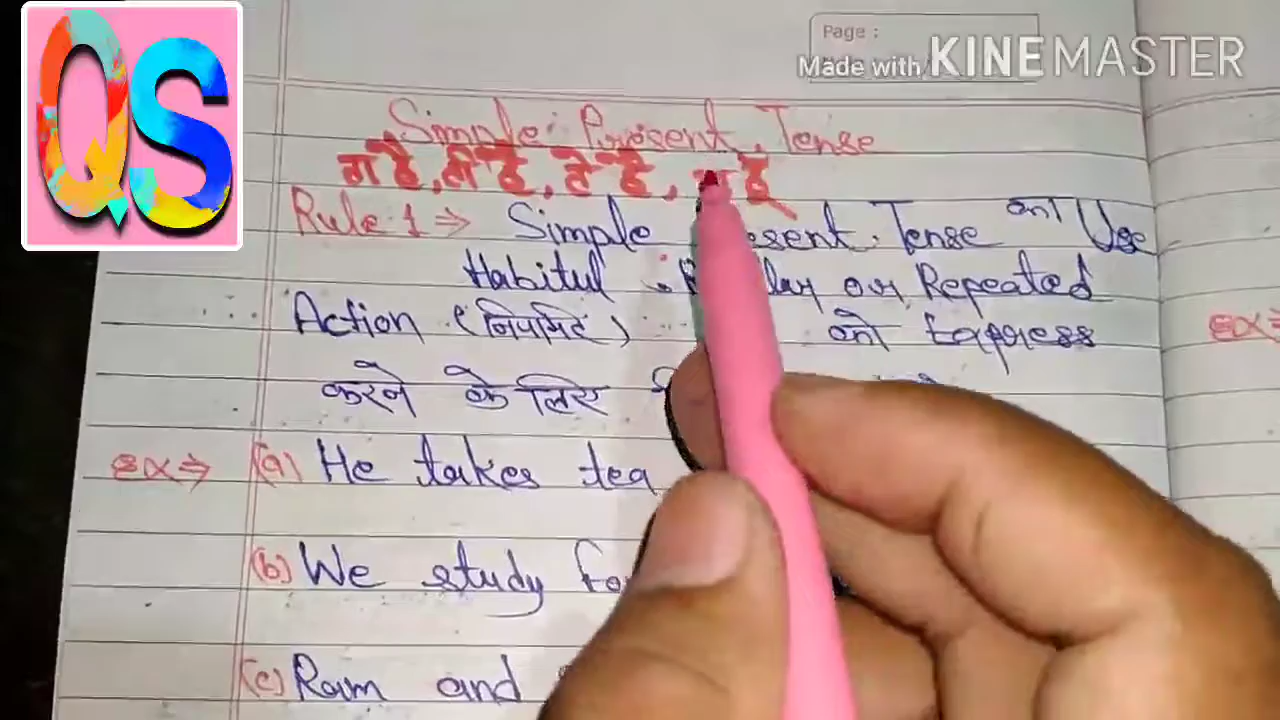 QS
Page :
Made with KINEMASTER
Simple Present Tense
ता है, ती है, ते है, हूँ
Rule 1 ⇒ Simple Tense का Use
Habitul or Repeated
Action (नियमित) को Express
करने के लिए
ex ⇒ (a) He takes tea
ex ⇒
(b) We study
(c) Ram and